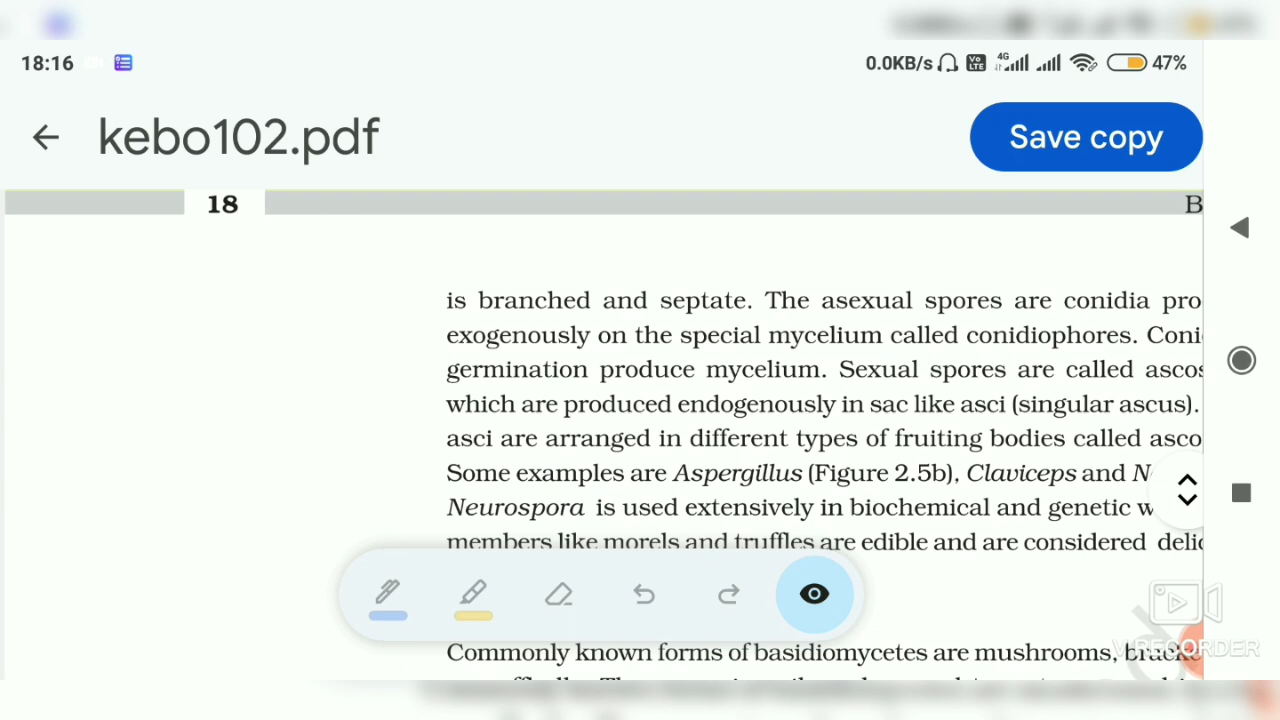 18:16
0.0KB/s Vo LTE 4G 47%
kebo102.pdf
Save copy
18
B
is branched and septate. The asexual spores are conidia pro
exogenously on the special mycelium called conidiophores. Coni
germination produce mycelium. Sexual spores are called ascos
which are produced endogenously in sac like asci (singular ascus).
asci are arranged in different types of fruiting bodies called asco
Some examples are Aspergillus (Figure 2.5b), Claviceps and N
Neurospora is used extensively in biochemical and genetic w
members like morels and truffles are edible and are considered delic
Commonly known forms of basidiomycetes are mushrooms, bracke
VIRECORDER